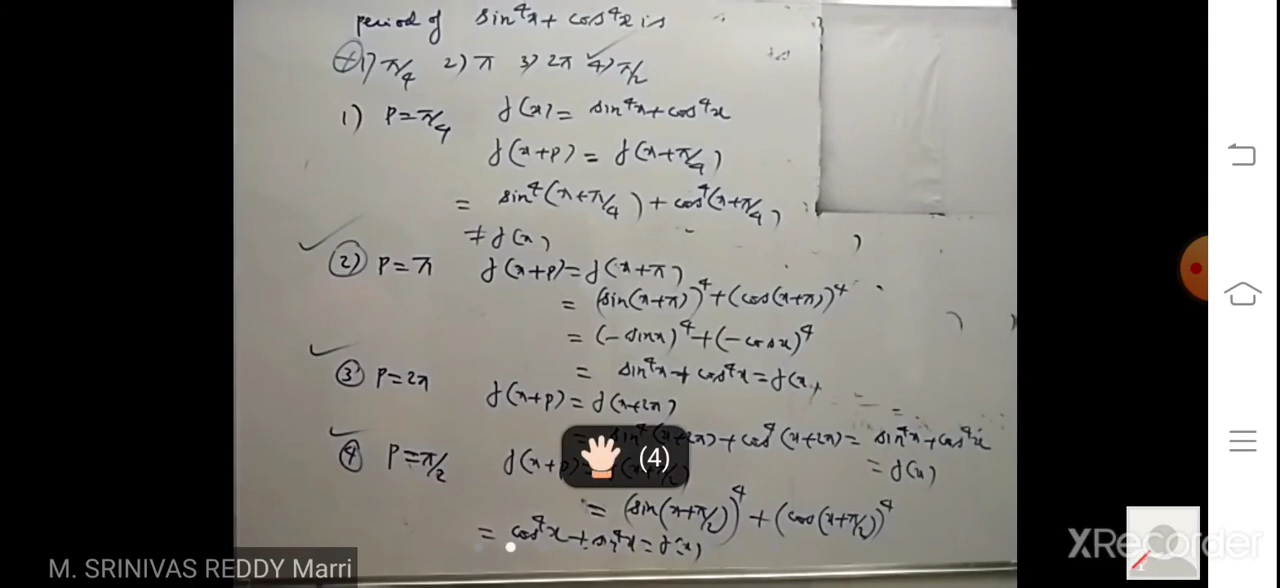 period of sin⁴x + cos⁴x is
1) π/4 2) π 3) 2π 4) π/2
1) P = π/4 f(x) = sin⁴x + cos⁴x
f(x+p) = f(x+π/4)
= sin⁴(x+π/4) + cos⁴(x+π/4)
≠ f(x)
2) P = π f(x+p) = f(x+π)
= (sin(x+π))⁴ + (cos(x+π))⁴
= (-sinx)⁴ + (-cosx)⁴
= sin⁴x + cos⁴x = f(x)
3) P = 2π
f(x+p) = f(x+2π)
= sin⁴(x+2π) + cos⁴(x+2π) = sin⁴x + cos⁴x
= f(x)
4) P = π/2 f(x+p) = f(x+π/2)
(4)
= (sin(x+π/2))⁴ + (cos(x+π/2))⁴
= cos⁴x + sin⁴x = f(x)
XRecorder
M. SRINIVAS REDDY Marri